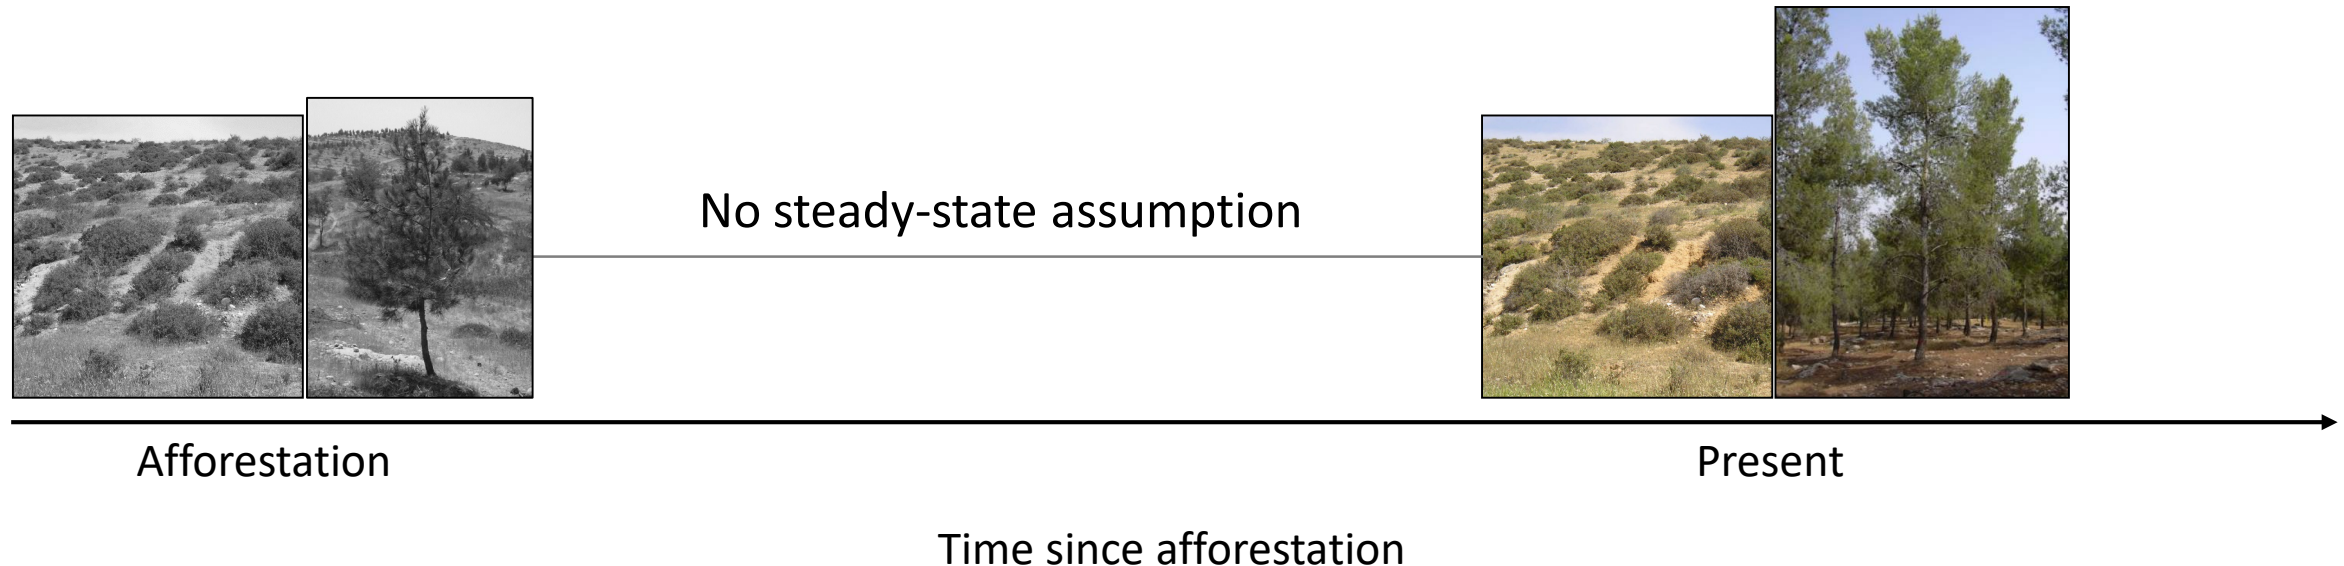 No steady-state assumption
Afforestation
Present
Time since afforestation